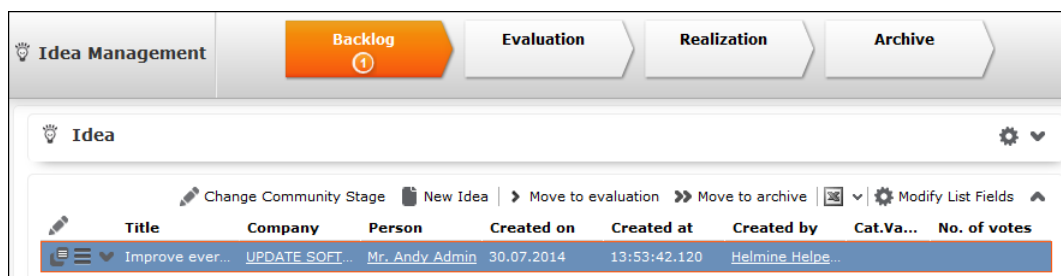 Idea Management
Backlog Evaluation Realization Archive
1
Idea
Change Community Stage New Idea Move to evaluation Move to archive Modify List Fields
Title Company Person Created on Created at Created by Cat.Va... No. of votes
Improve ever... UPDATE SOFT... Mr. Andy Admin 30.07.2014 13:53:42.120 Helmine Helpe...